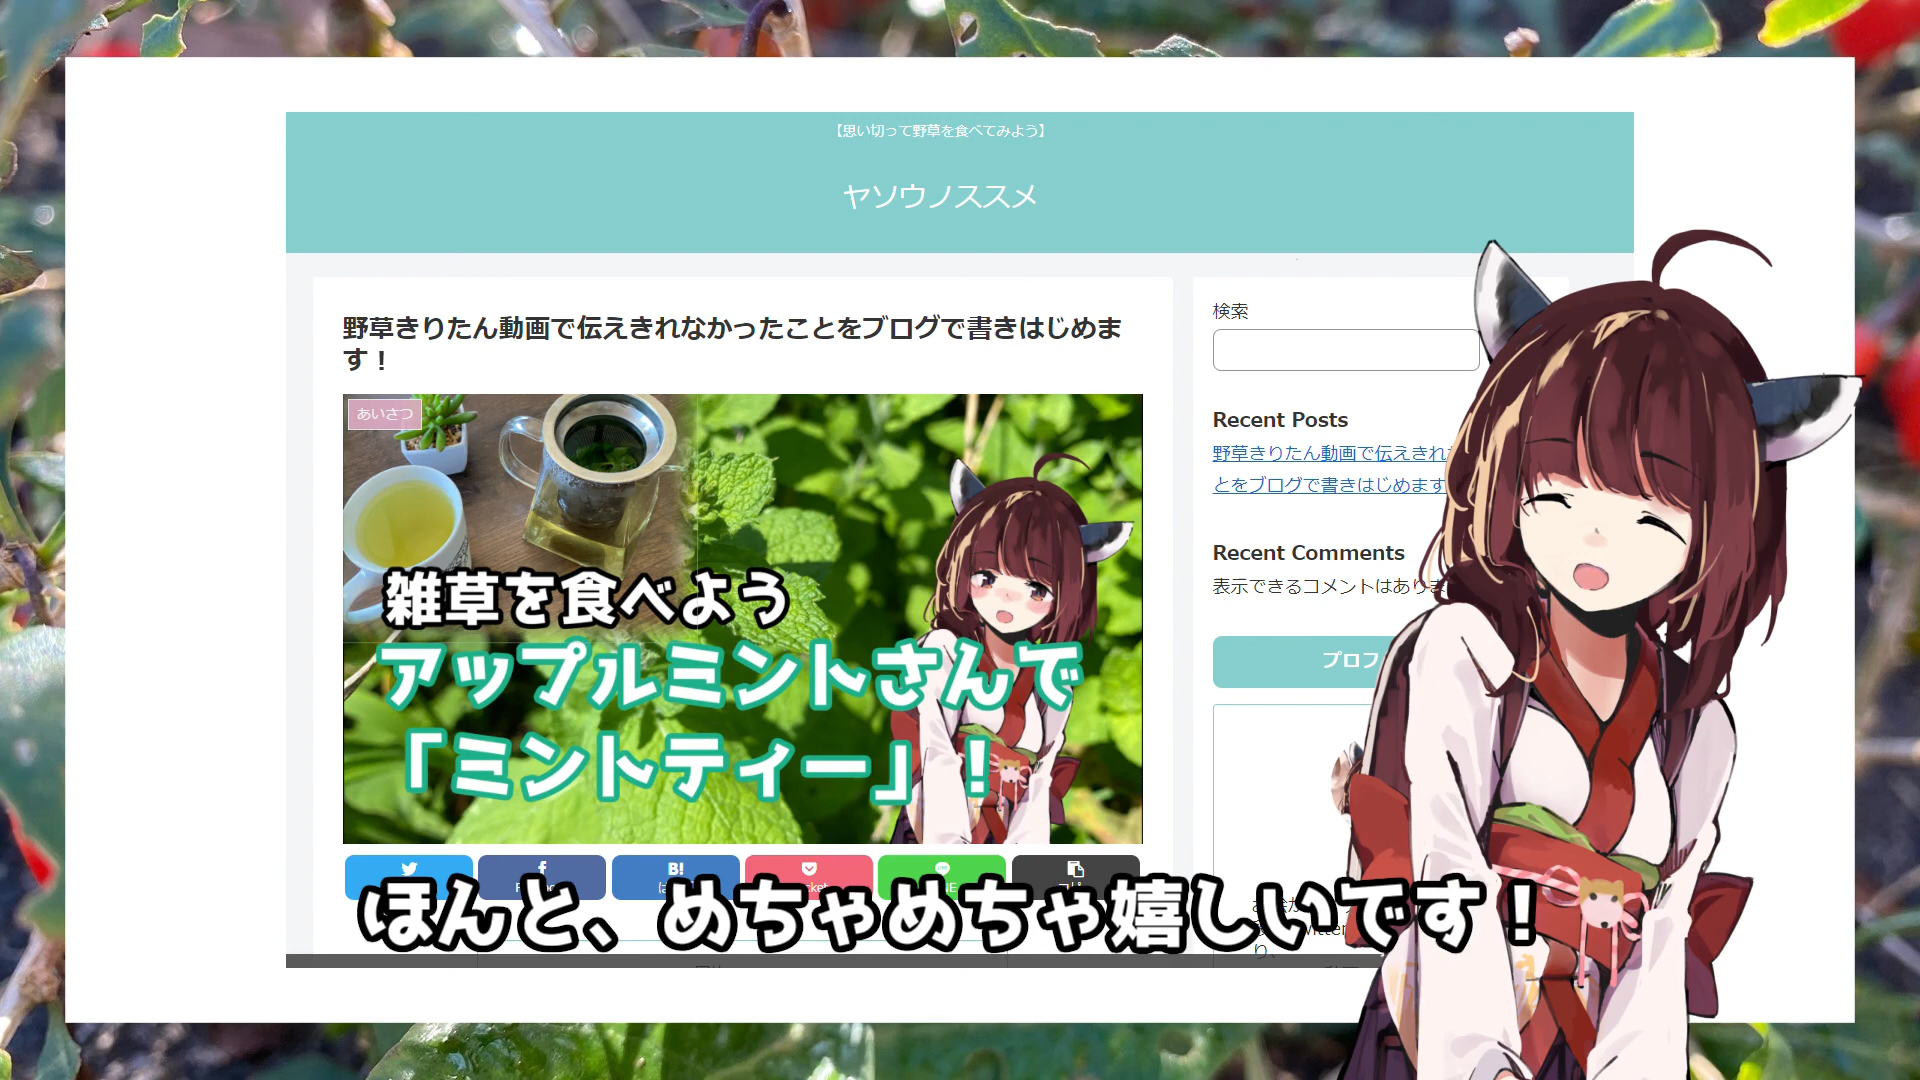 【思い切って野草を食べてみよう】
ヤソウノススメ
野草きりたん動画で伝えきれなかったことをブログで書きはじめま
す！
あいさつ
雑草を食べよう
アップルミントさんで
「ミントティー」！
検索
Recent Posts
野草きりたん動画で伝えきれ
とをブログで書きはじめます
Recent Comments
表示できるコメントはありま
プロフ
B!
ほんと、めちゃめちゃ嬉しいです！
り、